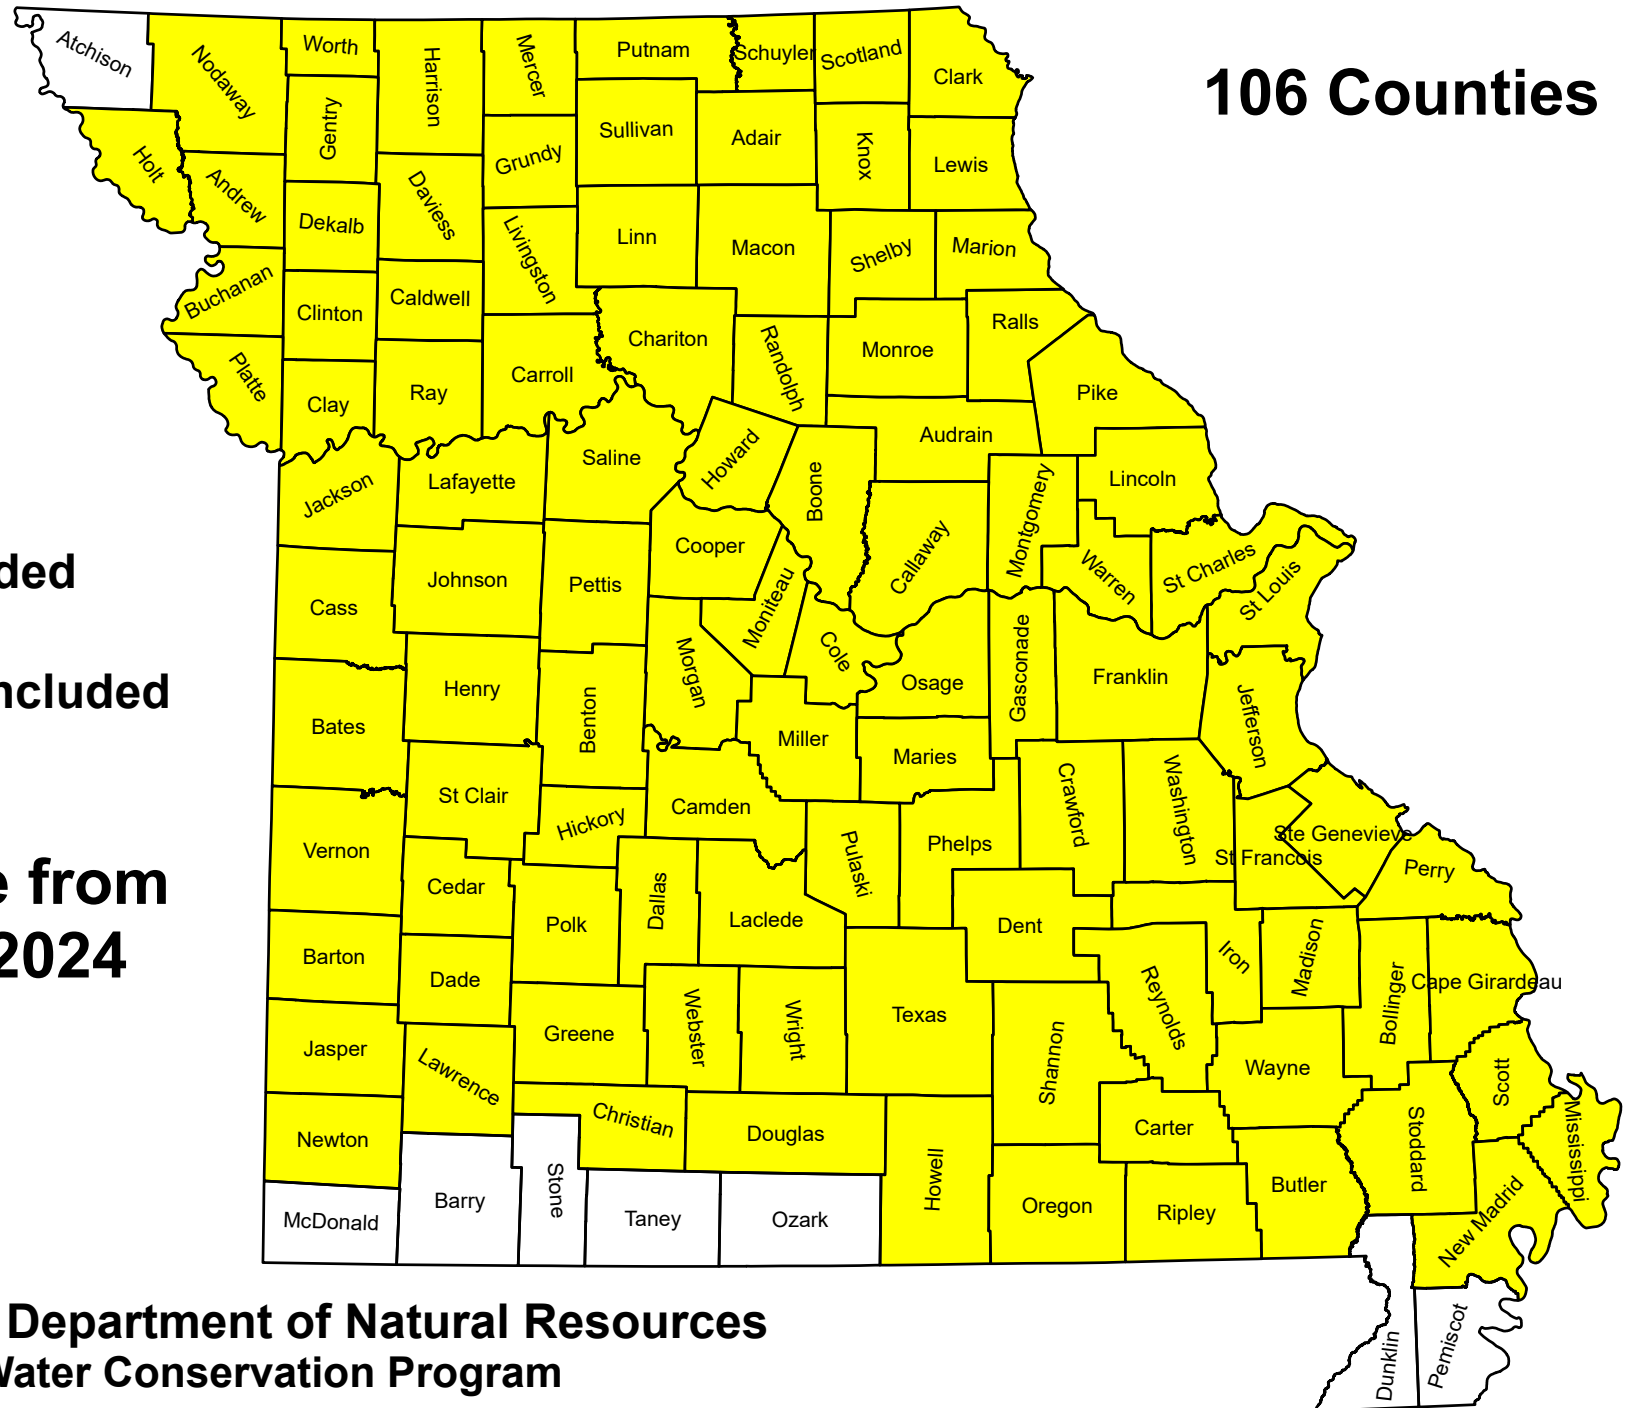 106 Counties
Atchison
Nodaway
Worth
Harrison
Mercer
Putnam
Schuyler
Scotland
Clark
Holt
Andrew
Gentry
Grundy
Sullivan
Adair
Knox
Lewis
Dekalb
Daviess
Livingston
Linn
Macon
Shelby
Marion
Buchanan
Clinton
Caldwell
Chariton
Randolph
Monroe
Ralls
Platte
Clay
Ray
Carroll
Pike
Audrain
Jackson
Lafayette
Saline
Howard
Boone
Callaway
Montgomery
Lincoln
Cass
Johnson
Pettis
Cooper
Moniteau
Cole
Warren
St Charles
St Louis
ded
Bates
Henry
Benton
Morgan
Miller
Osage
Gasconade
Franklin
Jefferson
ncluded
Maries
Vernon
St Clair
Hickory
Camden
Pulaski
Phelps
Crawford
Washington
St Francois
Ste Genevieve
Perry
e from
2024
Cedar
Polk
Dallas
Laclede
Dent
Iron
Madison
Bollinger
Cape Girardeau
Barton
Dade
Greene
Webster
Wright
Texas
Shannon
Reynolds
Wayne
Scott
Mississippi
Jasper
Lawrence
Christian
Douglas
Howell
Carter
Stoddard
Newton
McDonald
Barry
Stone
Taney
Ozark
Oregon
Ripley
Butler
New Madrid
Dunklin
Pemiscot
Department of Natural Resources
Water Conservation Program